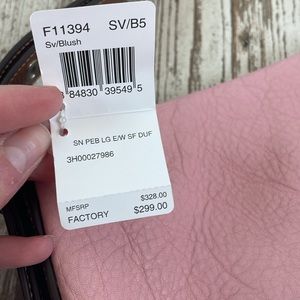 F11394 SV/B5
Sv/Blush
84830 39549 5
SN PEB LG E/W SF DUF
3H00027986
$328.00
MFSRP
FACTORY $299.00